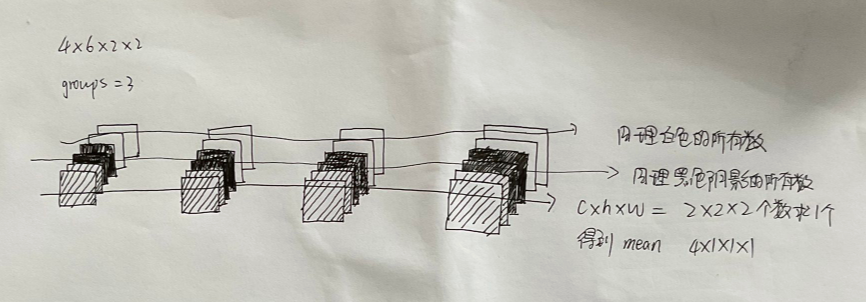 4×6×2×2
groups = 3
同理白色的所有数
同理黑色阴影的所有数
C×h×w = 2×2×2个数求1个
得到 mean 4×1×1×1